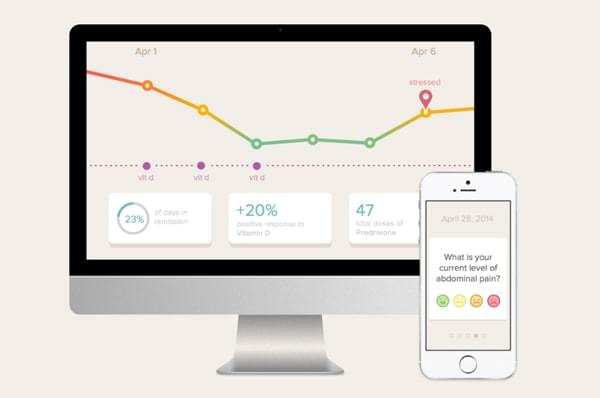 Apr 1
Apr 6
stressed
vit d
vit d
vit d
23%
of days in
remission
+20%
positive response to
Vitamin D
47
total doses of
Prednisone
April 28, 2014
What is your
current level of
abdominal pain?